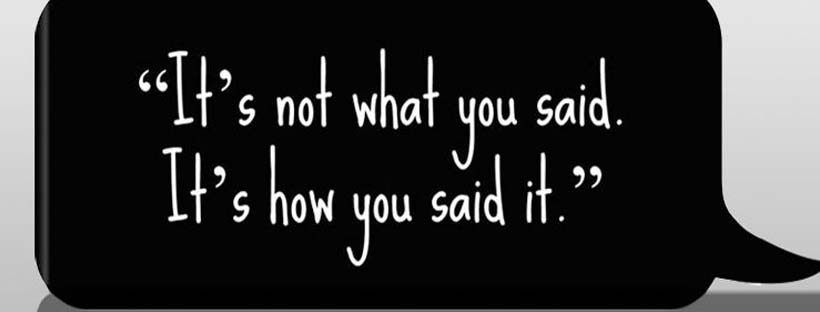 “It’s not what you said.
It’s how you said it.”